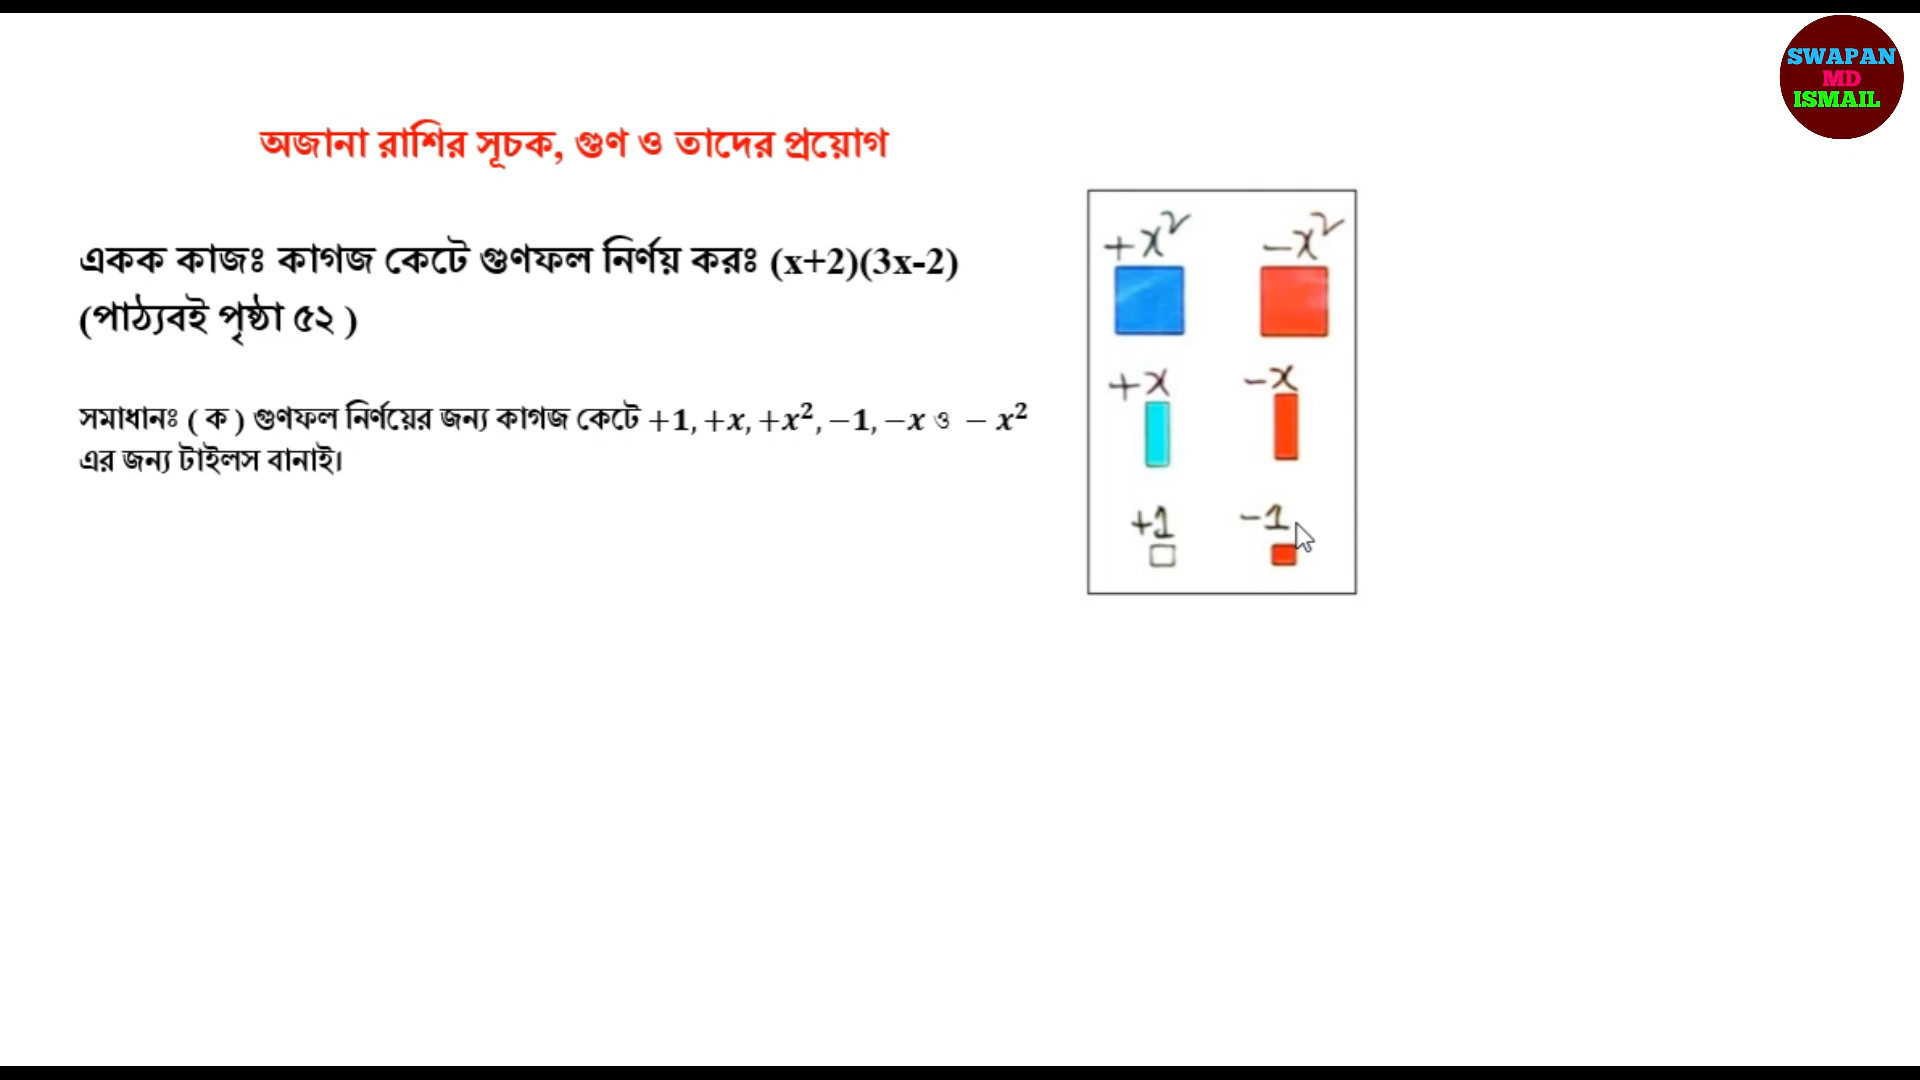 SWAPAN
MD
ISMAIL
অজানা রাশির সূচক, গুণ ও তাদের প্রয়োগ
একক কাজঃ কাগজ কেটে গুণফল নির্ণয় করঃ (x+2)(3x-2)
(পাঠ্যবই পৃষ্ঠা ৫২ )
সমাধানঃ ( ক ) গুণফল নির্ণয়ের জন্য কাগজ কেটে +1, +x, +x², −1, −x ও − x²
এর জন্য টাইলস বানাই।
+x² −x²
+x −x
+1 −1